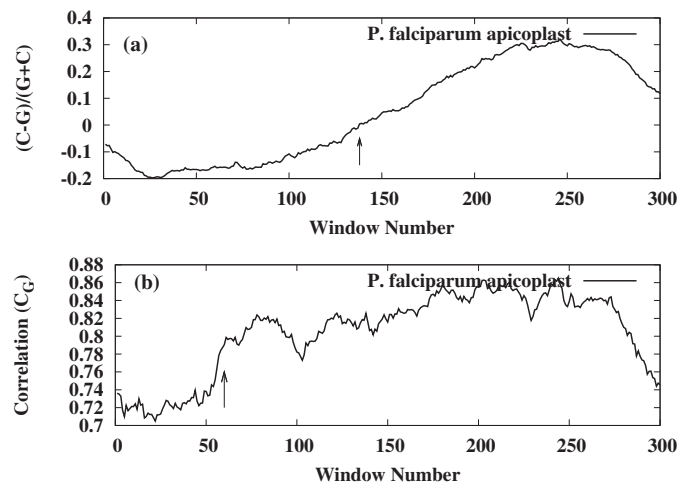 (a)
P. falciparum apicoplast
(C-G)/(G+C)
0.4
0.3
0.2
0.1
0
-0.1
-0.2
0 50 100 150 200 250 300
Window Number
(b)
P. falciparum apicoplast
Correlation (C_G)
0.88
0.86
0.84
0.82
0.8
0.78
0.76
0.74
0.72
0.7
0 50 100 150 200 250 300
Window Number